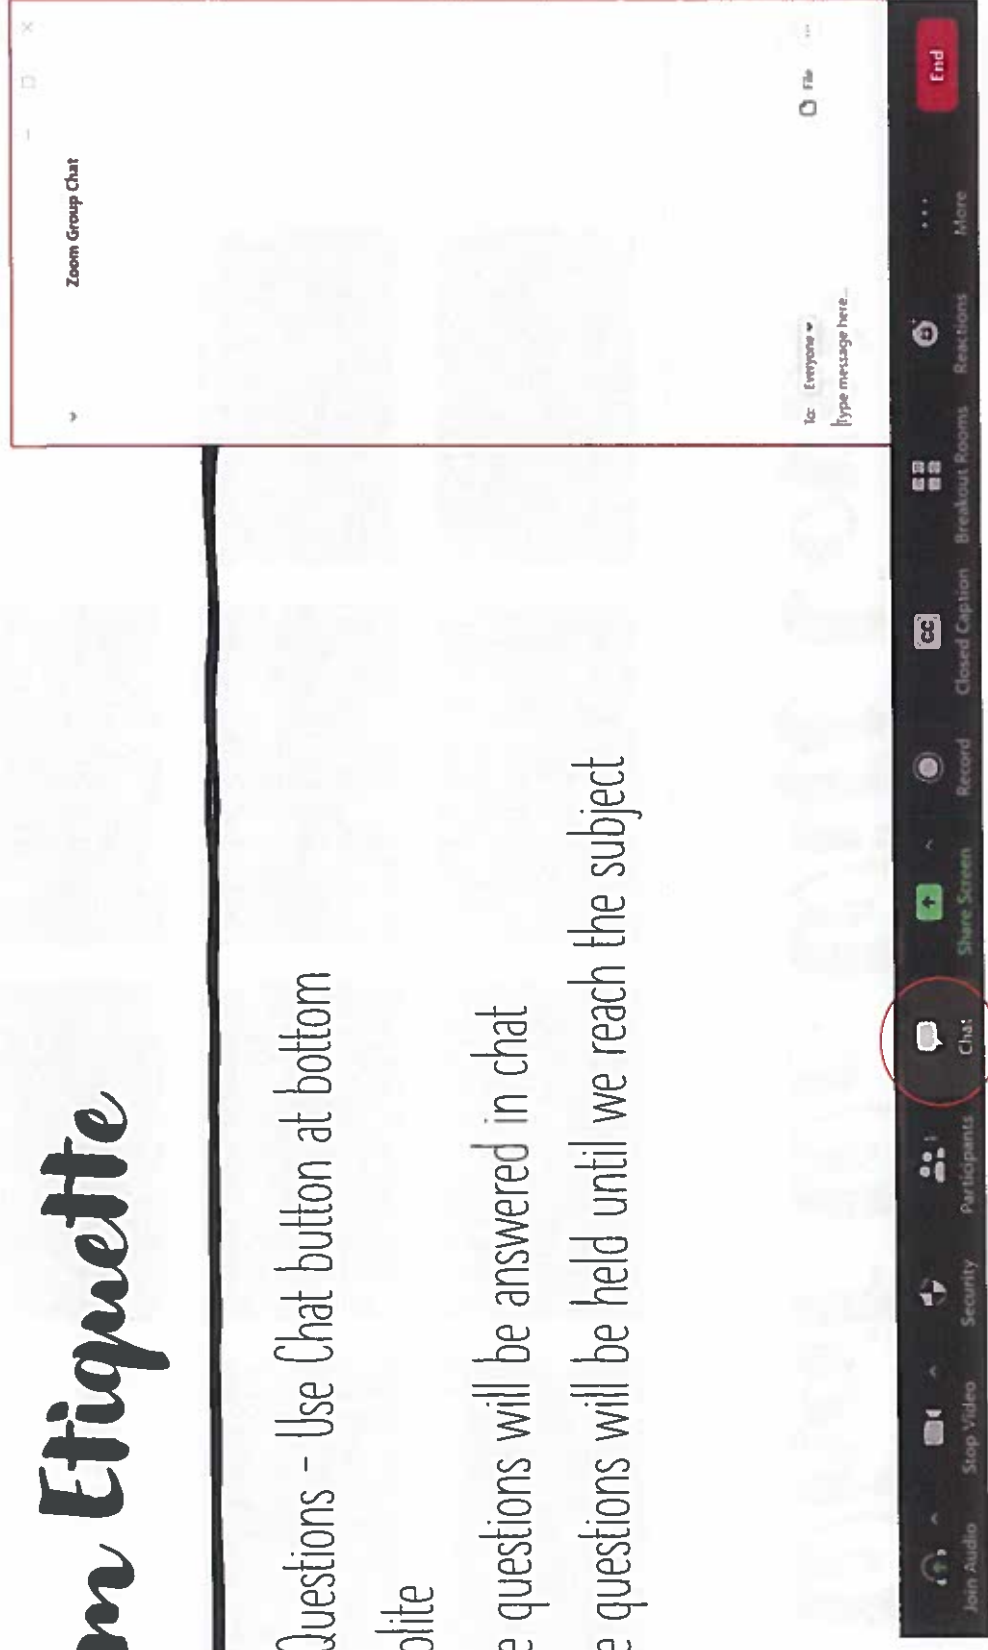 m Etiquette
Questions - Use Chat button at bottom
olite
e questions will be answered in chat
e questions will be held until we reach the subject
Zoom Group Chat
To: Everyone
File
Type message here...
Join Audio
Stop Video
Security
Participants
1
Chat
Share Screen
Record
CC
Closed Caption
Breakout Rooms
Reactions
More
End